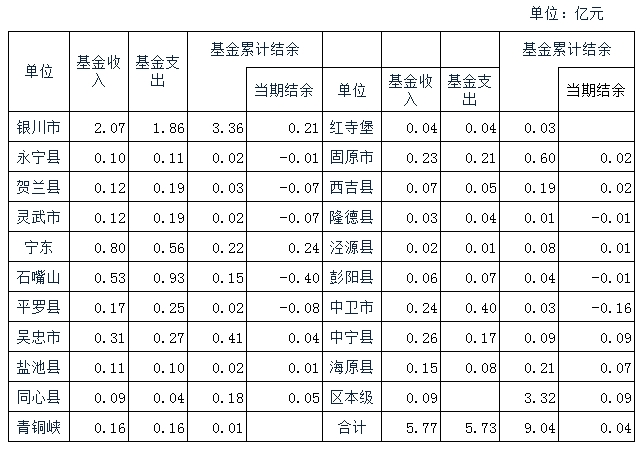 单位：亿元
单位 基金收入 基金支出 基金累计结余 当期结余 单位 基金收入 基金支出 基金累计结余 当期结余
银川市 2.07 1.86 3.36 0.21 红寺堡 0.04 0.04 0.03
永宁县 0.10 0.11 0.02 -0.01 固原市 0.23 0.21 0.60 0.02
贺兰县 0.12 0.19 0.03 -0.07 西吉县 0.07 0.05 0.19 0.02
灵武市 0.12 0.19 0.02 -0.07 隆德县 0.03 0.04 0.01 -0.01
宁东 0.80 0.56 0.22 0.24 泾源县 0.02 0.01 0.08 0.01
石嘴山 0.53 0.93 0.15 -0.40 彭阳县 0.06 0.07 0.04 -0.01
平罗县 0.17 0.25 0.02 -0.08 中卫市 0.24 0.40 0.03 -0.16
吴忠市 0.31 0.27 0.41 0.04 中宁县 0.26 0.17 0.09 0.09
盐池县 0.11 0.10 0.02 0.01 海原县 0.15 0.08 0.21 0.07
同心县 0.09 0.04 0.18 0.05 区本级 0.09 3.32 0.09
青铜峡 0.16 0.16 0.01 合计 5.77 5.73 9.04 0.04